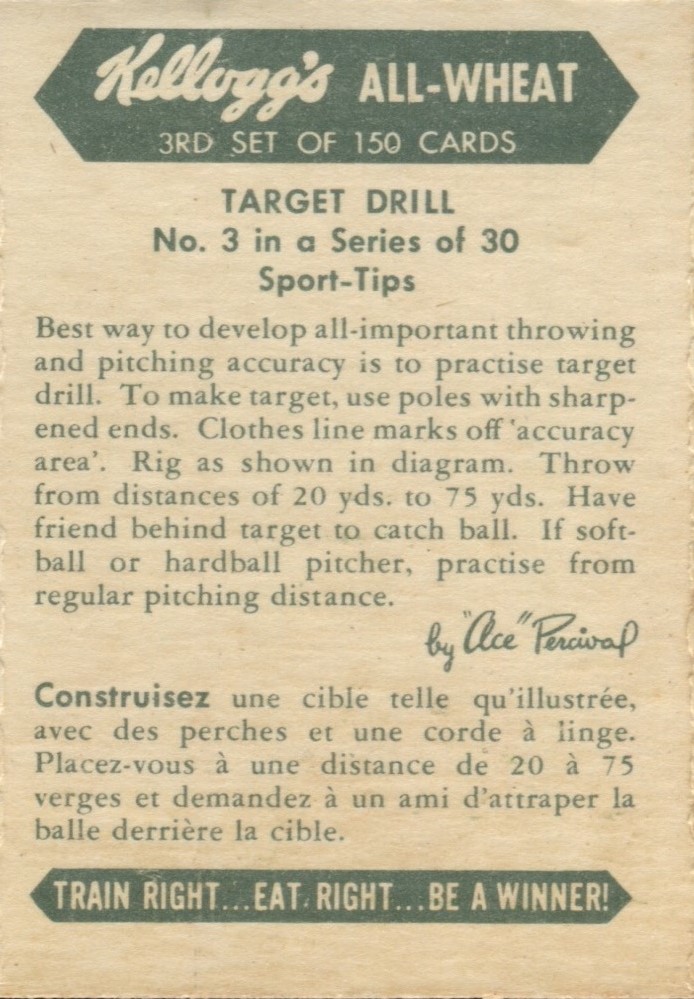 Kellogg's ALL-WHEAT
3RD SET OF 150 CARDS
TARGET DRILL
No. 3 in a Series of 30
Sport-Tips
Best way to develop all-important throwing
and pitching accuracy is to practise target
drill. To make target, use poles with sharp-
ened ends. Clothes line marks off 'accuracy
area'. Rig as shown in diagram. Throw
from distances of 20 yds. to 75 yds. Have
friend behind target to catch ball. If soft-
ball or hardball pitcher, practise from
regular pitching distance.
by "Ace" Percival
Construisez une cible telle qu'illustrée,
avec des perches et une corde à linge.
Placez-vous à une distance de 20 à 75
verges et demandez à un ami d'attraper la
balle derrière la cible.
TRAIN RIGHT...EAT RIGHT...BE A WINNER!